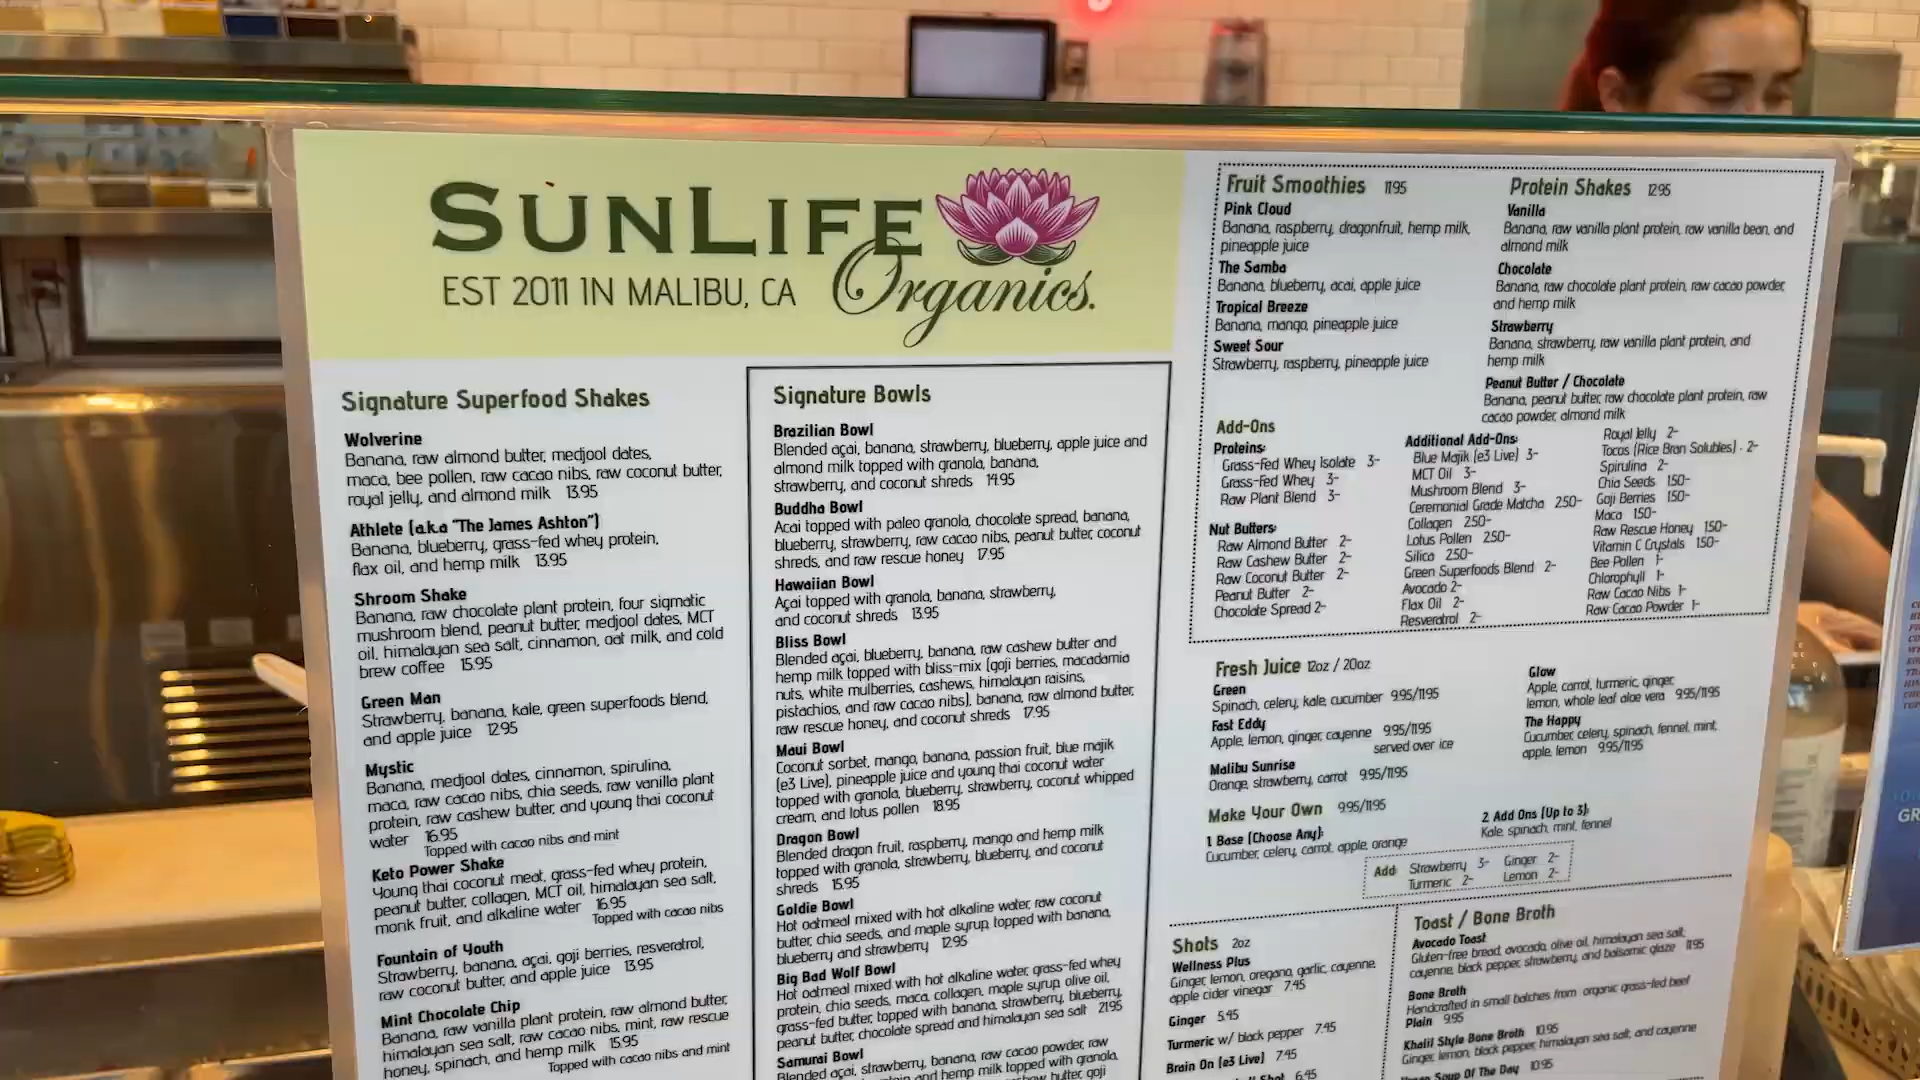 SUNLIFE
Organics.
EST 2011 IN MALIBU, CA
Signature Superfood Shakes
Wolverine
Banana, raw almond butter, medjool dates,
maca, bee pollen, raw cacao nibs, raw coconut butter,
royal jelly, and almond milk 13.95
Athlete (a.k.a "The James Ashton")
Banana, blueberry, grass-fed whey protein,
flax oil, and hemp milk 13.95
Shroom Shake
Banana, raw chocolate plant protein, four sigmatic
mushroom blend, peanut butter, medjool dates, MCT
oil, himalayan sea salt, cinnamon, oat milk, and cold
brew coffee 15.95
Green Man
Strawberry, banana, kale, green superfoods blend,
and apple juice 12.95
Mystic
Banana, medjool dates, cinnamon, spirulina,
maca, raw cacao nibs, chia seeds, raw vanilla plant
protein, raw cashew butter, and young thai coconut
water 16.95
Topped with cacao nibs and mint
Keto Power Shake
Young thai coconut meat, grass-fed whey protein,
peanut butter, collagen, MCT oil, himalayan sea salt,
monk fruit, and alkaline water 16.95
Topped with cacao nibs
Fountain of Youth
Strawberry, banana, açai, goji berries, resveratrol,
raw coconut butter, and apple juice 13.95
Mint Chocolate Chip
Banana, raw vanilla plant protein, raw almond butter,
himalayan sea salt, raw cacao nibs, mint, raw rescue
honey, spinach, and hemp milk 15.95
Topped with cacao nibs and mint
Signature Bowls
Brazilian Bowl
Blended açai, banana, strawberry, blueberry, apple juice and
almond milk topped with granola, banana,
strawberry, and coconut shreds 14.95
Buddha Bowl
Acai topped with paleo granola, chocolate spread, banana,
blueberry, strawberry, raw cacao nibs, peanut butter, coconut
shreds, and raw rescue honey 17.95
Hawaiian Bowl
Açai topped with granola, banana, strawberry,
and coconut shreds 13.95
Bliss Bowl
Blended açai, blueberry, banana, raw cashew butter and
hemp milk topped with bliss-mix (goji berries, macadamia
nuts, white mulberries, cashews, himalayan raisins,
pistachios, and raw cacao nibs), banana, raw almond butter,
raw rescue honey, and coconut shreds 17.95
Maui Bowl
Coconut sorbet, mango, banana, passion fruit, blue majik
(e3 Live), pineapple juice and young thai coconut water
topped with granola, blueberry, strawberry, coconut whipped
cream, and lotus pollen 18.95
Dragon Bowl
Blended dragon fruit, raspberry, mango and hemp milk
topped with granola, strawberry, blueberry, and coconut
shreds 15.95
Goldie Bowl
Hot oatmeal mixed with hot alkaline water, raw coconut
butter, chia seeds, and maple syrup, topped with banana,
blueberry and strawberry 12.95
Big Bad Wolf Bowl
Hot oatmeal mixed with hot alkaline water, grass-fed whey
protein, chia seeds, maca, collagen, maple syrup, olive oil,
grass-fed butter, topped with banana, strawberry, blueberry,
peanut butter, chocolate spread and himalayan sea salt 21.95
Samurai Bowl
Blended açai, strawberry, banana, raw cacao powder, raw
and hemp milk topped with granola,
butter, goji
Fruit Smoothies 11.95
Pink Cloud
Banana, raspberry, dragonfruit, hemp milk,
pineapple juice
The Samba
Banana, blueberry, acai, apple juice
Tropical Breeze
Banana, mango, pineapple juice
Sweet Sour
Strawberry, raspberry, pineapple juice
Protein Shakes 12.95
Vanilla
Banana, raw vanilla plant protein, raw vanilla bean, and
almond milk
Chocolate
Banana, raw chocolate plant protein, raw cacao powder,
and hemp milk
Strawberry
Banana, strawberry, raw vanilla plant protein, and
hemp milk
Peanut Butter / Chocolate
Banana, peanut butter, raw chocolate plant protein, raw
cacao powder, almond milk
Add-Ons
Proteins:
Grass-Fed Whey Isolate 3-
Grass-Fed Whey 3-
Raw Plant Blend 3-
Nut Butters:
Raw Almond Butter 2-
Raw Cashew Butter 2-
Raw Coconut Butter 2-
Peanut Butter 2-
Chocolate Spread 2-
Additional Add-Ons:
Blue Majik (e3 Live) 3-
MCT Oil 3-
Mushroom Blend 3-
Ceremonial Grade Matcha 2.50-
Collagen 2.50-
Lotus Pollen 2.50-
Silica 2.50-
Green Superfoods Blend 2-
Avocado 2-
Flax Oil 2-
Resveratrol 2-
Royal Jelly 2-
Tocos (Rice Bran Solubles) . 2-
Spirulina 2-
Chia Seeds 1.50-
Goji Berries 1.50-
Maca 1.50-
Raw Rescue Honey 1.50-
Vitamin C Crystals 1.50-
Bee Pollen 1-
Chlorophyll 1-
Raw Cacao Nibs 1-
Raw Cacao Powder 1-
Fresh Juice 12oz / 20oz
Green
Spinach, celery, kale, cucumber 9.95/11.95
Fast Eddy
Apple, lemon, ginger, cayenne 9.95/11.95
served over ice
Malibu Sunrise
Orange, strawberry, carrot 9.95/11.95
Glow
Apple, carrot, turmeric, ginger,
lemon, whole leaf aloe vera 9.95/11.95
The Happy
Cucumber, celery, spinach, fennel, mint,
apple, lemon 9.95/11.95
Make Your Own 9.95/11.95
1 Base (Choose Any):
Cucumber, celery, carrot, apple, orange
2 Add Ons (Up to 3):
Kale, spinach, mint, fennel
Add: Strawberry 3- Ginger 2-
Turmeric 2- Lemon 2-
Shots 2oz
Wellness Plus
Ginger, lemon, oregano, garlic, cayenne,
apple cider vinegar 7.45
Ginger 5.45
Turmeric w/ black pepper 7.45
Brain On (e3 Live) 7.45
Shot 6.45
Toast / Bone Broth
Avocado Toast
Gluten-free bread, avocado, olive oil, himalayan sea salt,
cayenne, black pepper, strawberry, and balsamic glaze 11.95
Bone Broth
Handcrafted in small batches from organic grass-fed beef
Plain 9.95
Khalil Style Bone Broth 10.95
Ginger, lemon, black pepper, himalayan sea salt, and cayenne
Soup Of The Day 10.95
GR